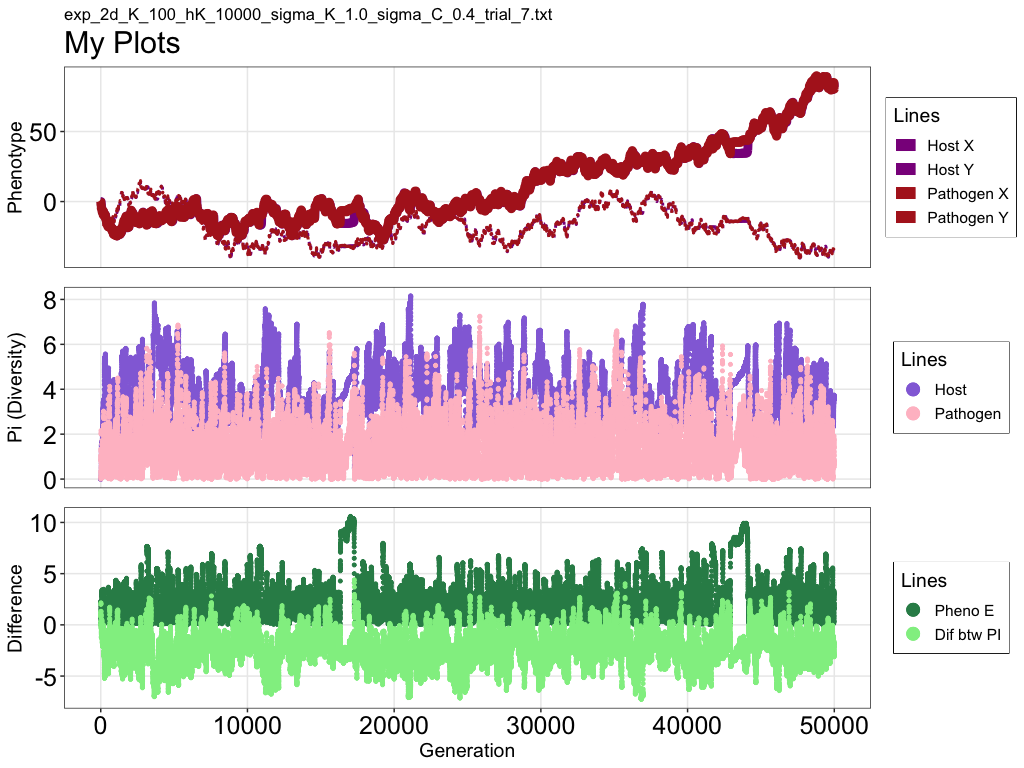 exp_2d_K_100_hK_10000_sigma_K_1.0_sigma_C_0.4_trial_7.txt
My Plots
Phenotype
50
0
Lines
Host X
Host Y
Pathogen X
Pathogen Y
Pi (Diversity)
8
6
4
2
0
Lines
Host
Pathogen
Difference
10
5
0
-5
Lines
Pheno E
Dif btw PI
0 10000 20000 30000 40000 50000
Generation